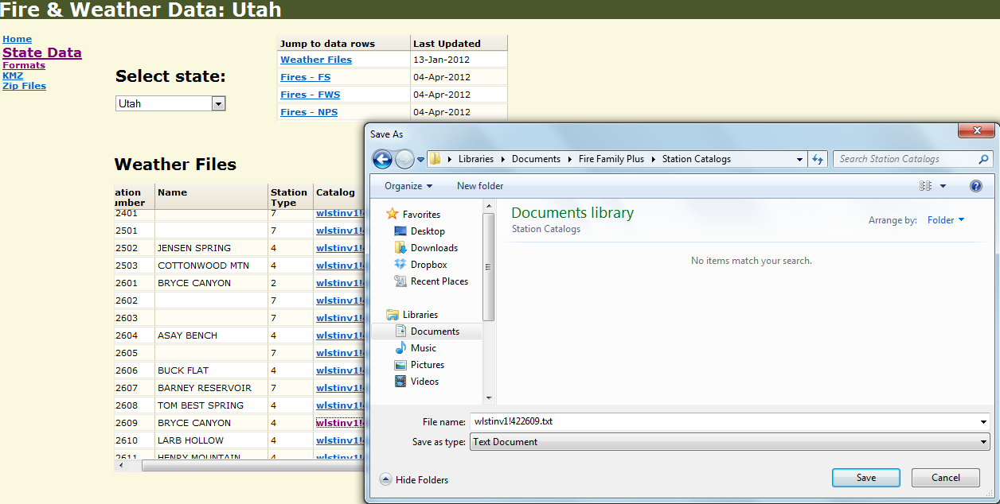 Fire & Weather Data: Utah
Home
State Data
Formats
KMZ
Zip Files
Select state:
Utah
Jump to data rows Last Updated
Weather Files 13-Jan-2012
Fires - FS 04-Apr-2012
Fires - FWS 04-Apr-2012
Fires - NPS 04-Apr-2012
Weather Files
ation Name Station Catalog
umber Type
2401 7 wlstinv1!
2501 7 wlstinv1!
2502 JENSEN SPRING 4 wlstinv1!
2503 COTTONWOOD MTN 4 wlstinv1!
2601 BRYCE CANYON 2 wlstinv1!
2602 7 wlstinv1!
2603 7 wlstinv1!
2604 ASAY BENCH 4 wlstinv1!
2605 7 wlstinv1!
2606 BUCK FLAT 4 wlstinv1!
2607 BARNEY RESERVOIR 7 wlstinv1!
2608 TOM BEST SPRING 4 wlstinv1!
2609 BRYCE CANYON 4 wlstinv1!
2610 LARB HOLLOW 4 wlstinv1!
2611 HENRY MOUNTAIN 4 wlstinv1!
Save As
Libraries Documents Fire Family Plus Station Catalogs
Search Station Catalogs
Organize New folder
Favorites
Desktop
Downloads
Dropbox
Recent Places
Libraries
Documents
Music
Pictures
Videos
Documents library
Station Catalogs
Arrange by: Folder
No items match your search.
File name: wlstinv1!422609.txt
Save as type: Text Document
Hide Folders
Save Cancel